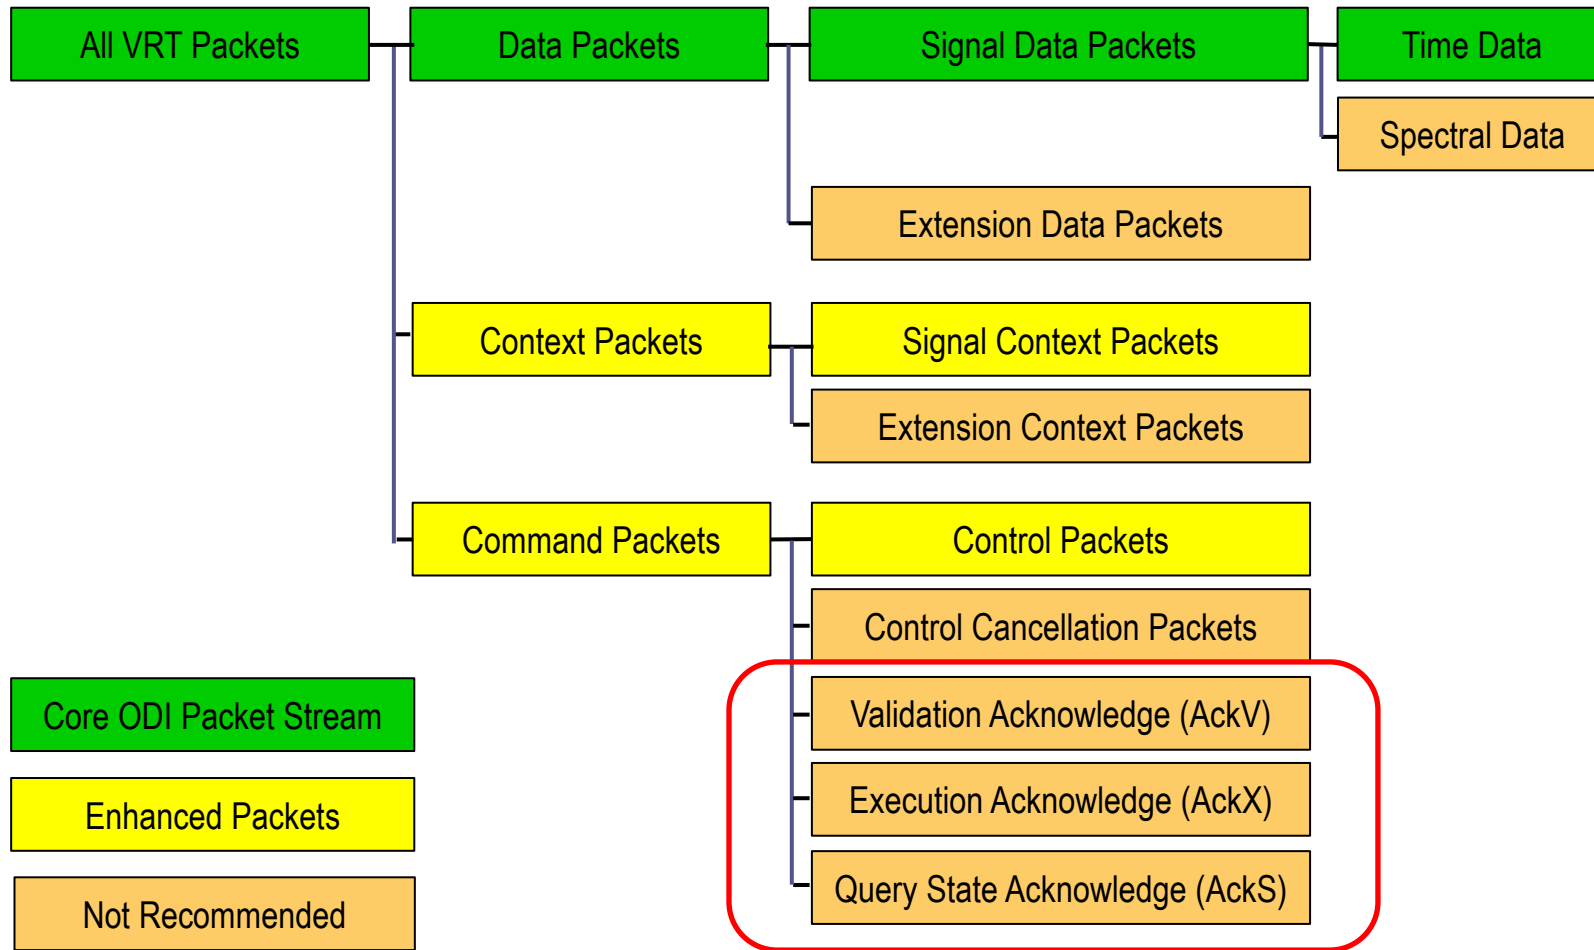 All VRT Packets
Data Packets
Signal Data Packets
Time Data
Spectral Data
Extension Data Packets
Context Packets
Signal Context Packets
Extension Context Packets
Command Packets
Control Packets
Control Cancellation Packets
Validation Acknowledge (AckV)
Execution Acknowledge (AckX)
Query State Acknowledge (AckS)
Core ODI Packet Stream
Enhanced Packets
Not Recommended